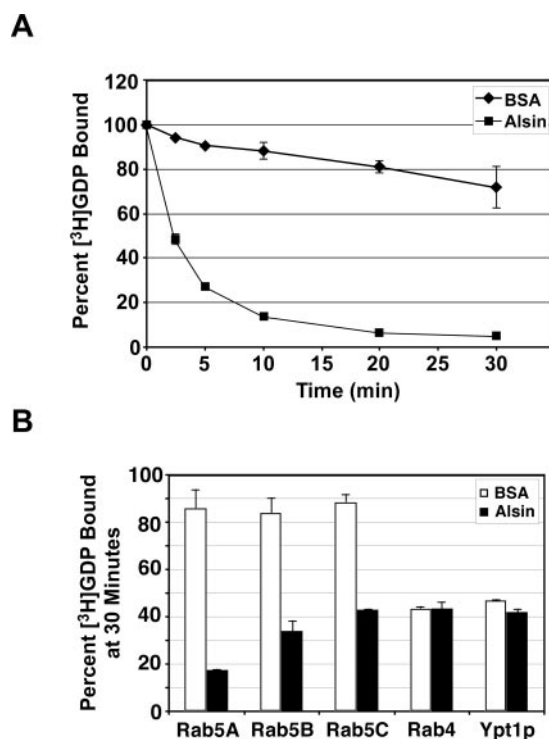 A
Percent [³H]GDP Bound
120
100
80
60
40
20
0
BSA
Alsin
0 5 10 15 20 25 30
Time (min)
B
Percent [³H]GDP Bound
at 30 Minutes
100
80
60
40
20
0
BSA
Alsin
Rab5A Rab5B Rab5C Rab4 Ypt1p